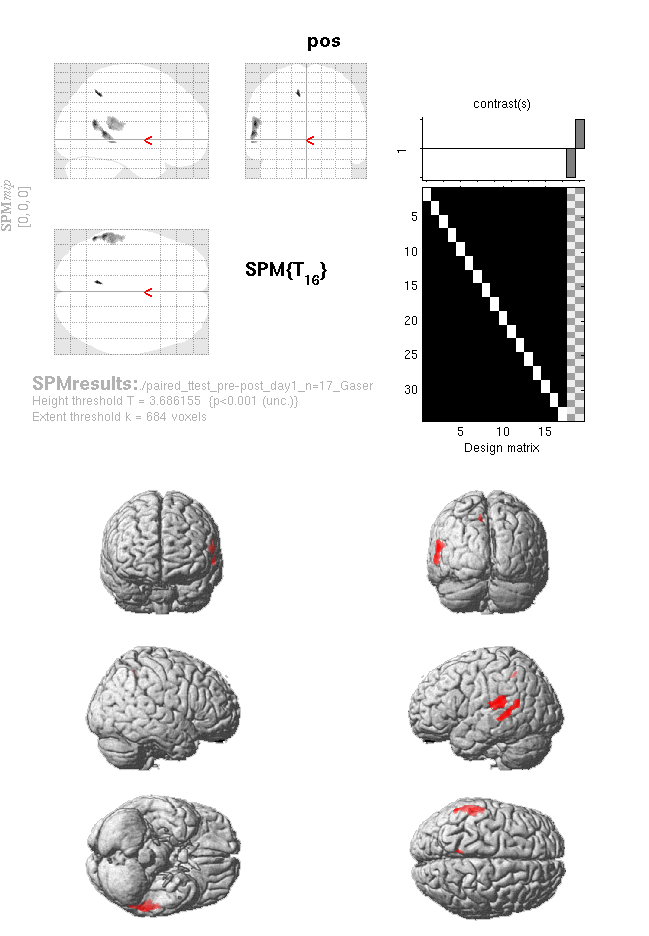 pos
contrast(s)
1
SPMmip
[0, 0, 0]
<
<
<
SPM{T16}
5
10
15
20
25
30
5 10 15
Design matrix
SPMresults:./paired_ttest_pre-post_day1_n=17_Gaser
Height threshold T = 3.686155 {p<0.001 (unc.)}
Extent threshold k = 684 voxels